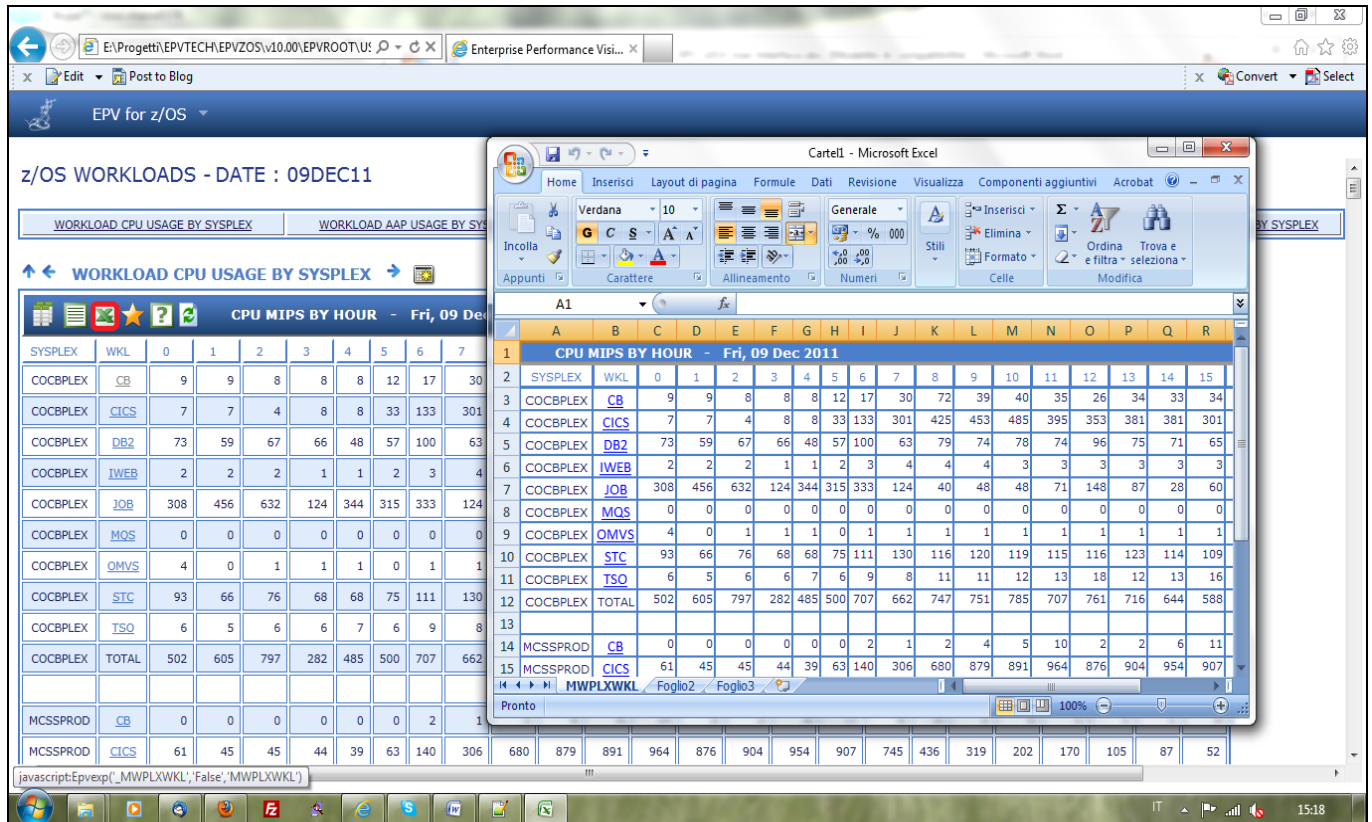 E:\Progetti\EPVTECH\EPVZOS\v10.00\EPVROOT\U
Enterprise Performance Visi...
x Edit Post to Blog
x Convert Select
EPV for z/OS
z/OS WORKLOADS - DATE : 09DEC11
WORKLOAD CPU USAGE BY SYSPLEX WORKLOAD AAP USAGE BY SYS
BY SYSPLEX
WORKLOAD CPU USAGE BY SYSPLEX
CPU MIPS BY HOUR - Fri, 09 De
SYSPLEX WKL 0 1 2 3 4 5 6 7
COCBPLEX CB 9 9 8 8 8 12 17 30
COCBPLEX CICS 7 7 4 8 8 33 133 301
COCBPLEX DB2 73 59 67 66 48 57 100 63
COCBPLEX IWEB 2 2 2 1 1 2 3 4
COCBPLEX JOB 308 456 632 124 344 315 333 124
COCBPLEX MQS 0 0 0 0 0 0 0 0
COCBPLEX OMVS 4 0 1 1 1 0 1 1
COCBPLEX STC 93 66 76 68 68 75 111 130
COCBPLEX TSO 6 5 6 6 7 6 9 8
COCBPLEX TOTAL 502 605 797 282 485 500 707 662
MCSSPROD CB 0 0 0 0 0 0 2 1
MCSSPROD CICS 61 45 45 44 39 63 140 306 680 879 891 964 876 904 954 907 745 436 319 202 170 105 87 52
javascript:Epvexp('_MWPLXWKL','False','MWPLXWKL')
Cartel1 - Microsoft Excel
Home Inserisci Layout di pagina Formule Dati Revisione Visualizza Componenti aggiuntivi Acrobat
Incolla
Verdana 10
G C S
Generale
% 000
Stili
Inserisci
Elimina
Formato
Ordina e filtra
Trova e seleziona
Appunti Carattere Allineamento Numeri Celle Modifica
A1 fx
A B C D E F G H I J K L M N O P Q R
1 CPU MIPS BY HOUR - Fri, 09 Dec 2011
2 SYSPLEX WKL 0 1 2 3 4 5 6 7 8 9 10 11 12 13 14 15
3 COCBPLEX CB 9 9 8 8 8 12 17 30 72 39 40 35 26 34 33 34
4 COCBPLEX CICS 7 7 4 8 8 33 133 301 425 453 485 395 353 381 381 301
5 COCBPLEX DB2 73 59 67 66 48 57 100 63 79 74 78 74 96 75 71 65
6 COCBPLEX IWEB 2 2 2 1 1 2 3 4 4 4 3 3 3 3 3 3
7 COCBPLEX JOB 308 456 632 124 344 315 333 124 40 48 48 71 148 87 28 60
8 COCBPLEX MQS 0 0 0 0 0 0 0 0 0 0 0 0 0 0 0 0
9 COCBPLEX OMVS 4 0 1 1 1 0 1 1 1 1 1 1 1 1 1 1
10 COCBPLEX STC 93 66 76 68 68 75 111 130 116 120 119 115 116 123 114 109
11 COCBPLEX TSO 6 5 6 6 7 6 9 8 11 11 12 13 18 12 13 16
12 COCBPLEX TOTAL 502 605 797 282 485 500 707 662 747 751 785 707 761 716 644 588
13
14 MCSSPROD CB 0 0 0 0 0 0 2 1 2 4 5 10 2 2 6 11
15 MCSSPROD CICS 61 45 45 44 39 63 140 306 680 879 891 964 876 904 954 907
MWPLXWKL Foglio2 Foglio3
Pronto 100%
IT 15:18